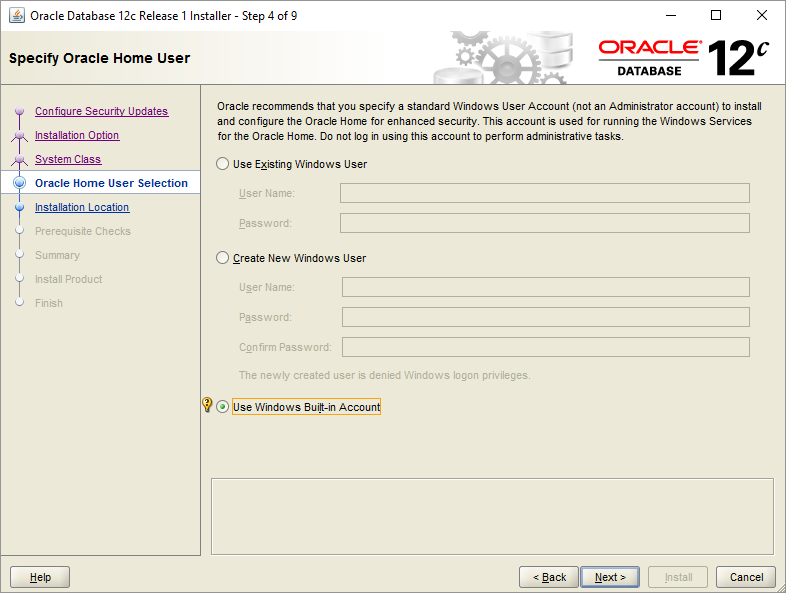 Oracle Database 12c Release 1 Installer - Step 4 of 9
Specify Oracle Home User
ORACLE®
DATABASE
12c
Configure Security Updates
Installation Option
System Class
Oracle Home User Selection
Installation Location
Prerequisite Checks
Summary
Install Product
Finish
Oracle recommends that you specify a standard Windows User Account (not an Administrator account) to install
and configure the Oracle Home for enhanced security. This account is used for running the Windows Services
for the Oracle Home. Do not log in using this account to perform administrative tasks.
Use Existing Windows User
User Name:
Password:
Create New Windows User
User Name:
Password:
Confirm Password:
The newly created user is denied Windows logon privileges.
Use Windows Built-in Account
Help
< Back
Next >
Install
Cancel